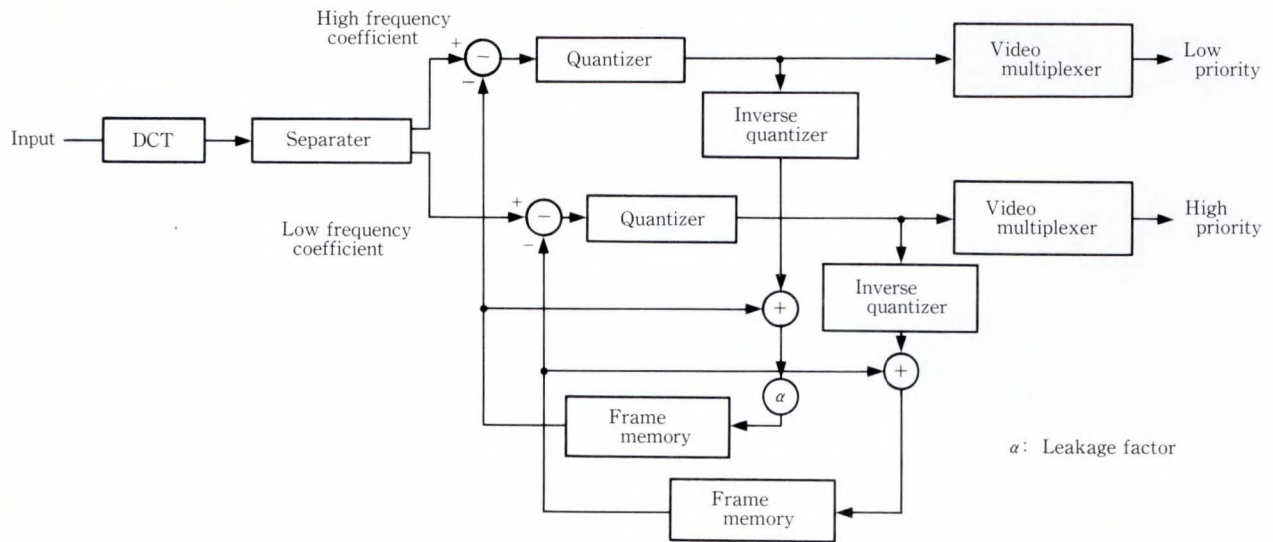 High frequency
coefficient
+
−
−
Quantizer
Video
multiplexer
Low
priority
Inverse
quantizer
Input
DCT
Separater
Low frequency
coefficient
+
−
−
Quantizer
Video
multiplexer
High
priority
Inverse
quantizer
+
+
α
Frame
memory
α: Leakage factor
Frame
memory